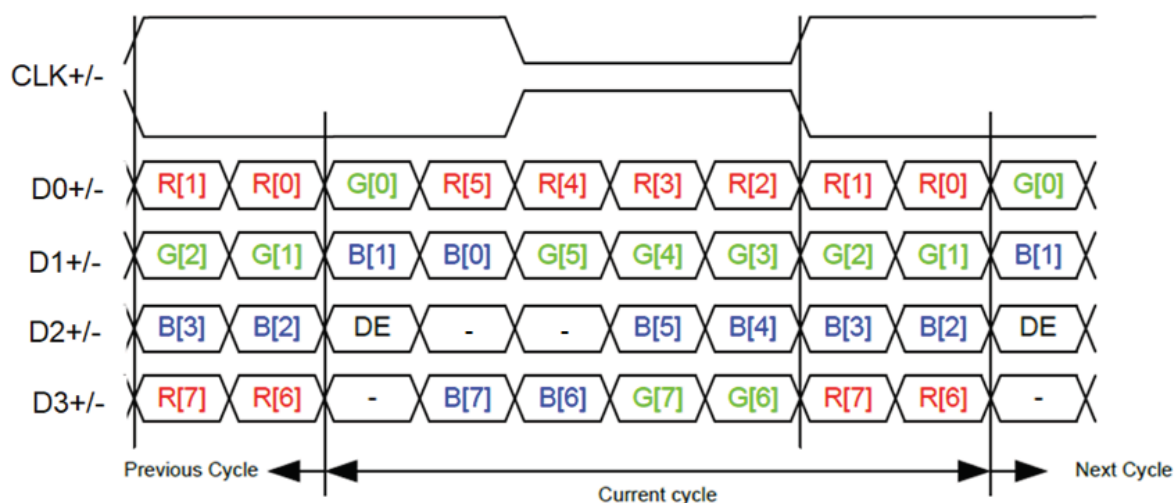 CLK+/-
D0+/- R[1] R[0] G[0] R[5] R[4] R[3] R[2] R[1] R[0] G[0]
D1+/- G[2] G[1] B[1] B[0] G[5] G[4] G[3] G[2] G[1] B[1]
D2+/- B[3] B[2] DE - - B[5] B[4] B[3] B[2] DE
D3+/- R[7] R[6] - B[7] B[6] G[7] G[6] R[7] R[6] -
Previous Cycle Current cycle Next Cycle